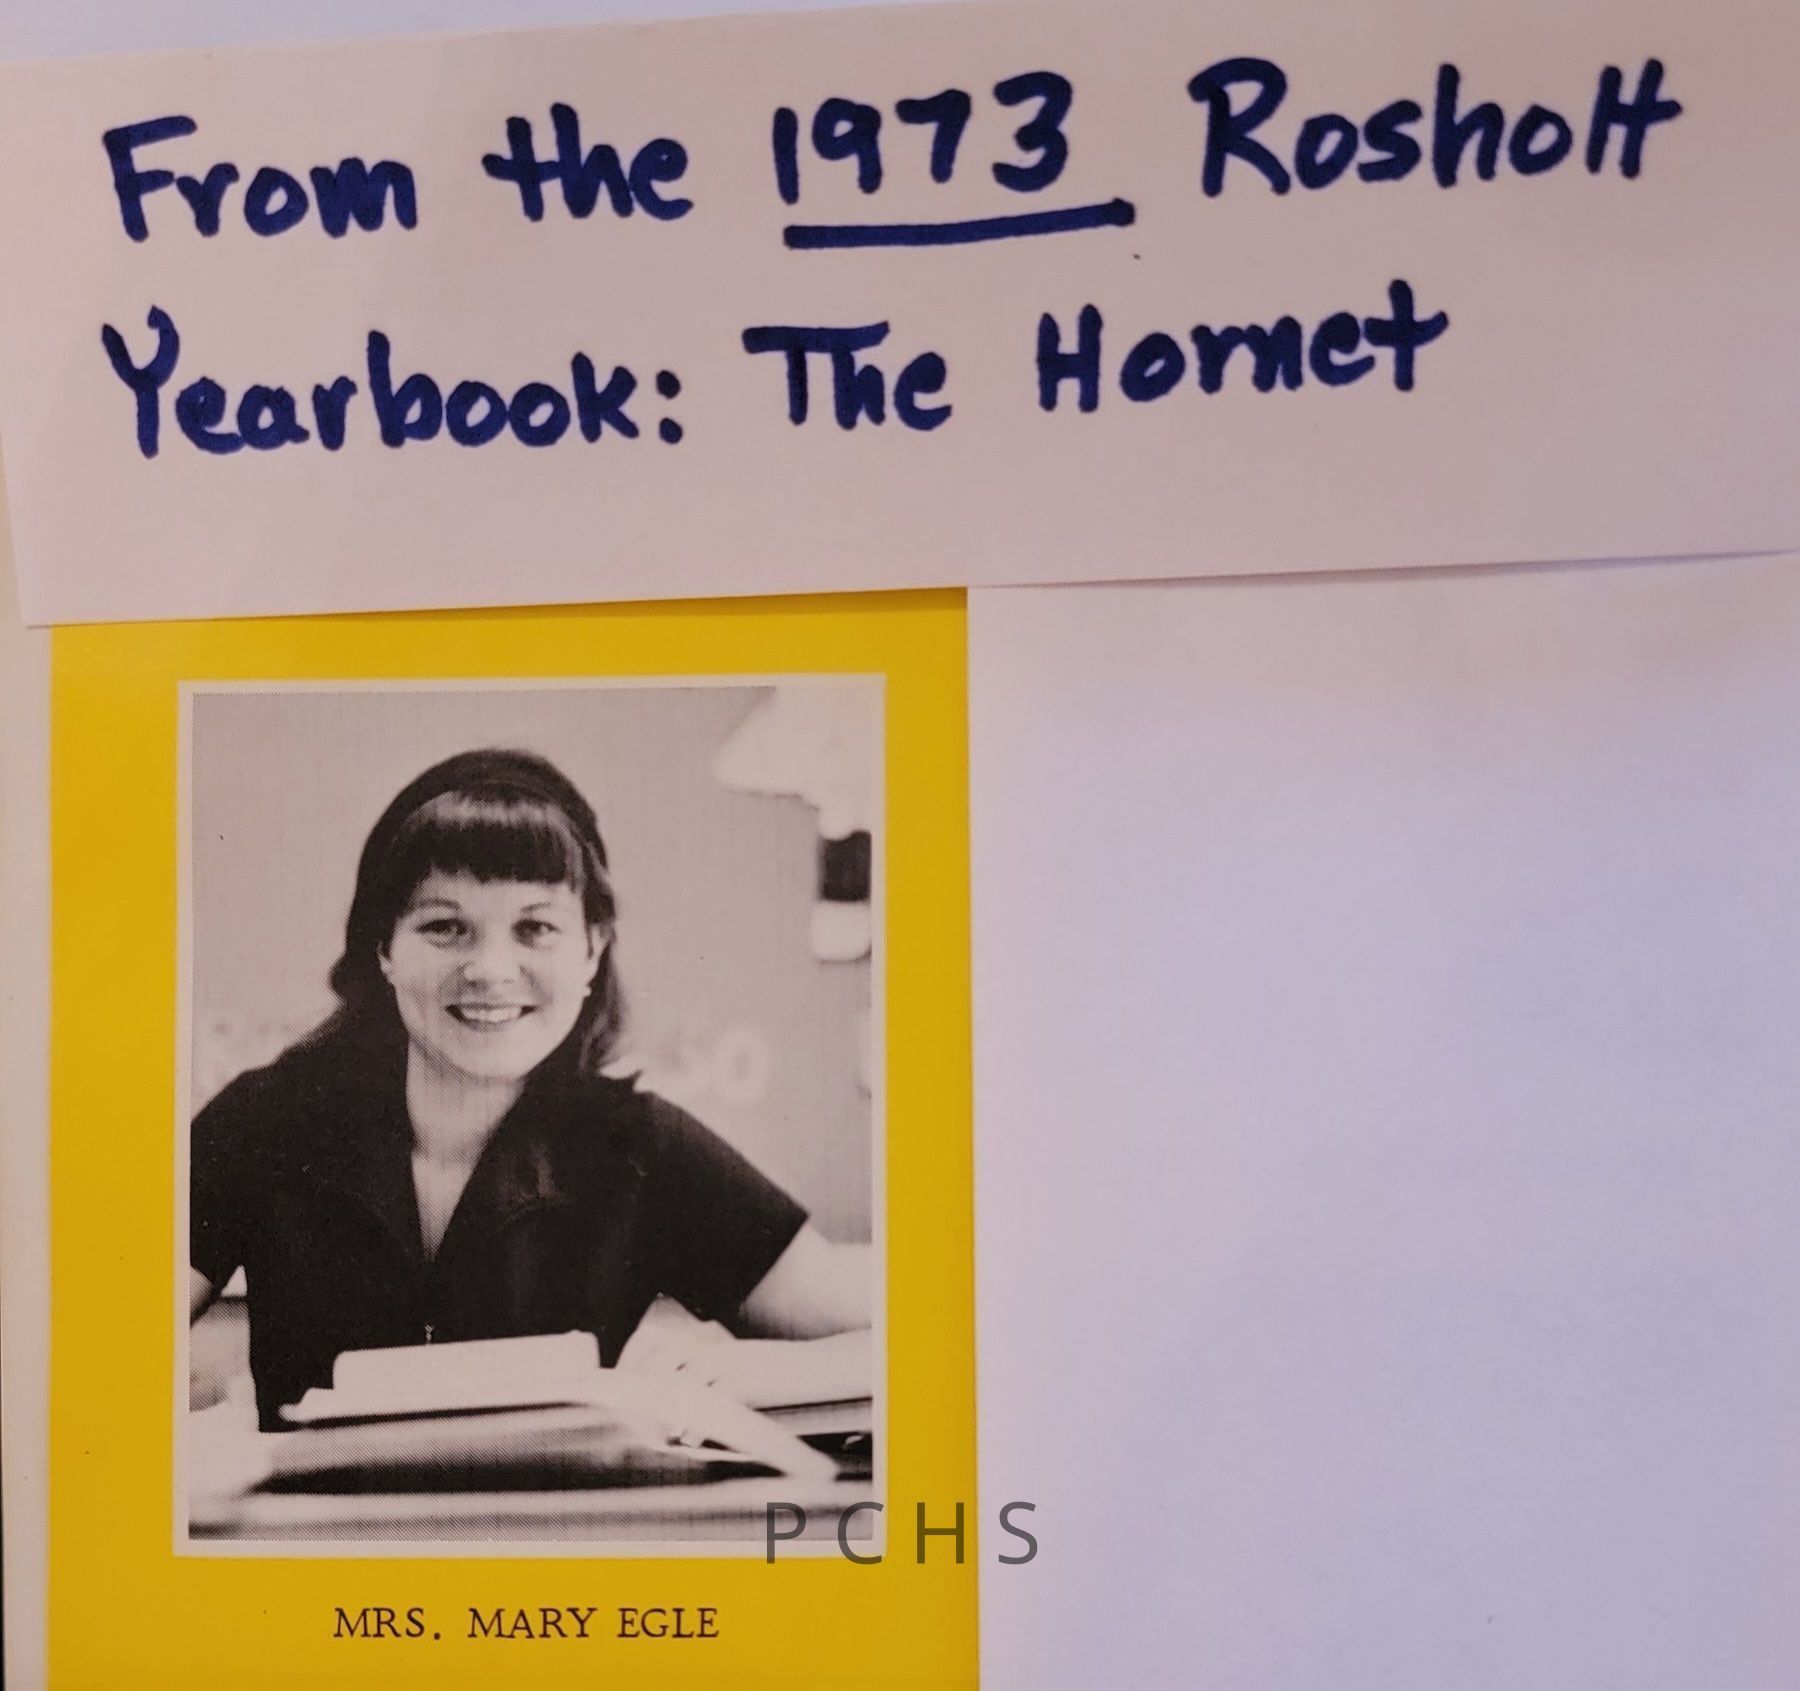 From the 1973 Rosholt
Yearbook: The Hornet
PCHS
MRS. MARY EGLE